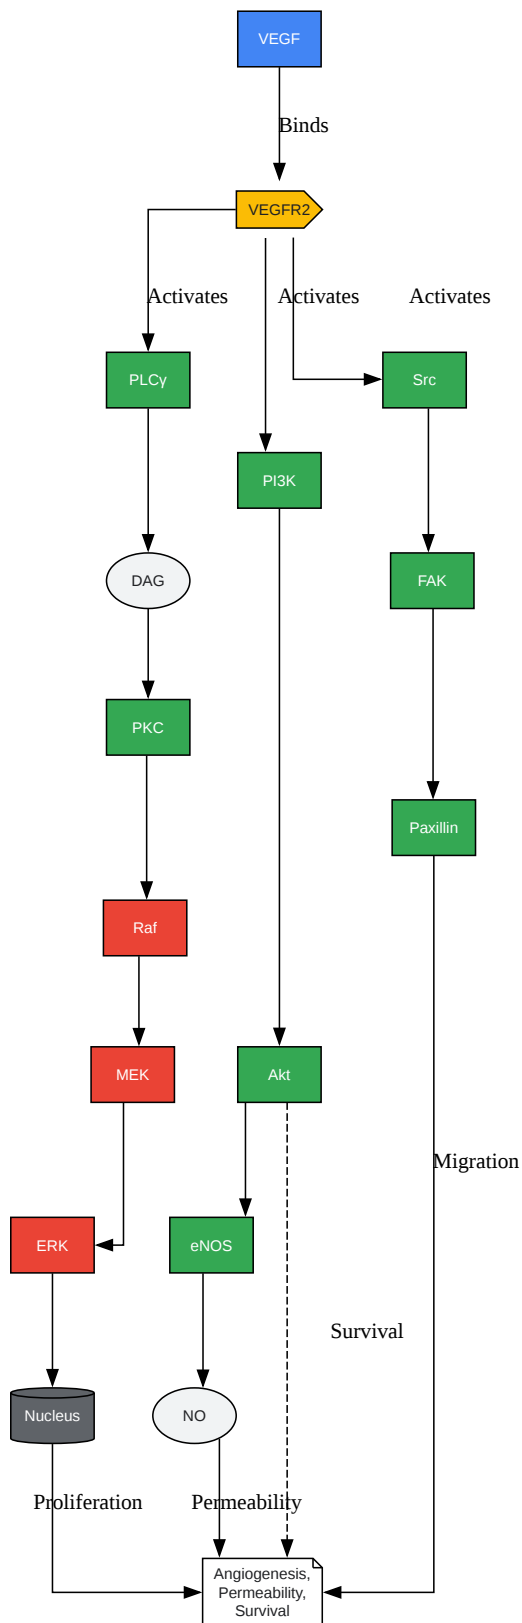 VEGF
Binds
VEGFR2
Activates
Activates
Activates
PLCγ
Src
PI3K
DAG
FAK
PKC
Paxillin
Raf
MEK
Akt
Migration
ERK
eNOS
Survival
Nucleus
NO
Proliferation
Permeability
Angiogenesis,
Permeability,
Survival